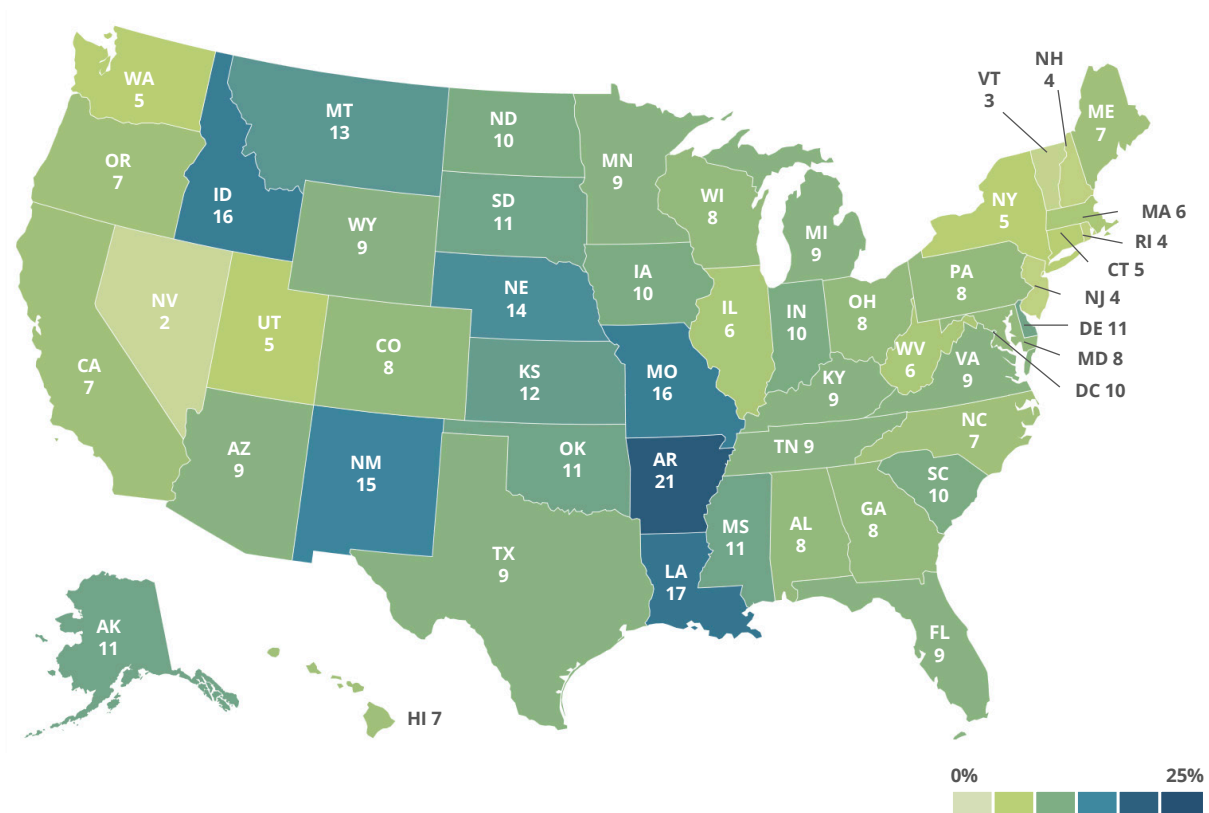 WA
5
OR
7
CA
7
NV
2
ID
16
MT
13
WY
9
UT
5
CO
8
AZ
9
NM
15
ND
10
SD
11
NE
14
KS
12
OK
11
TX
9
MN
9
IA
10
MO
16
AR
21
LA
17
WI
8
IL
6
MI
9
IN
10
OH
8
KY
9
TN 9
MS
11
AL
8
GA
8
FL
9
SC
10
NC
7
VA
9
WV
6
PA
8
NY
5
VT
3
NH
4
ME
7
MA 6
RI 4
CT 5
NJ 4
DE 11
MD 8
DC 10
AK
11
HI 7
0% 25%